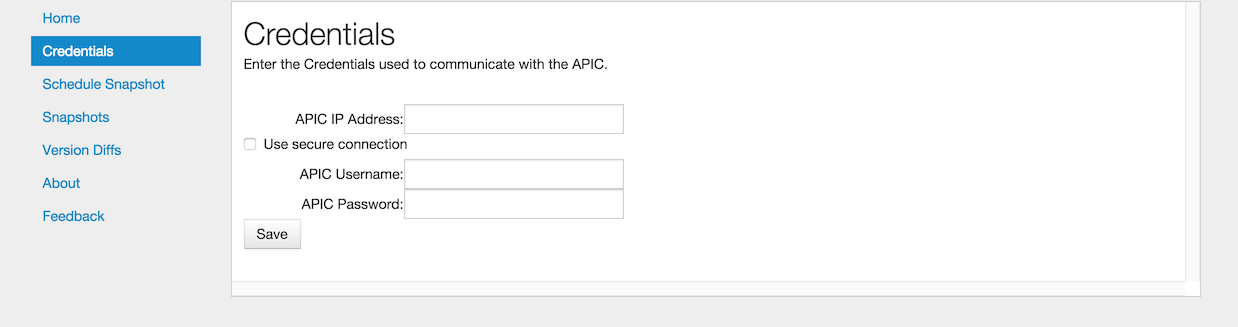 Home
Credentials
Schedule Snapshot
Snapshots
Version Diffs
About
Feedback
Credentials
Enter the Credentials used to communicate with the APIC.
APIC IP Address:
Use secure connection
APIC Username:
APIC Password:
Save